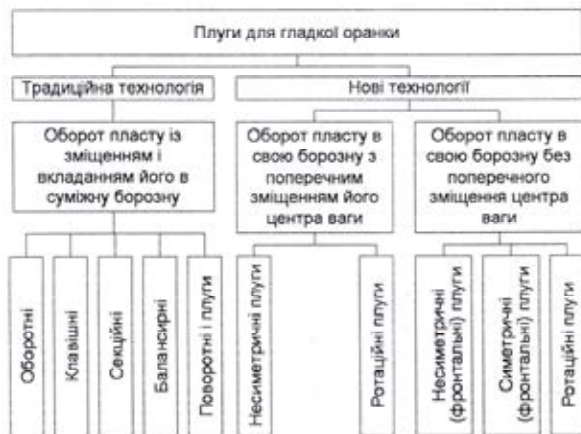 Плуги для гладкої оранки
Традиційна технологія
Нові технології
Оборот пласту із
зміщенням і
вкладанням його в
суміжну борозну
Оборот пласту в
свою борозну з
поперечним
зміщенням його
центра ваги
Оборот пласту в
свою борозну без
поперечного
зміщення центра
ваги
Оборотні
Клавішні
Секційні
Балансирні
Поворотні і плуги
Несиметричні плуги
Ротаційні плуги
Несиметричні
(фронтальні) плуги
Симетричні
(фронтальні) плуги
Ротаційні плуги